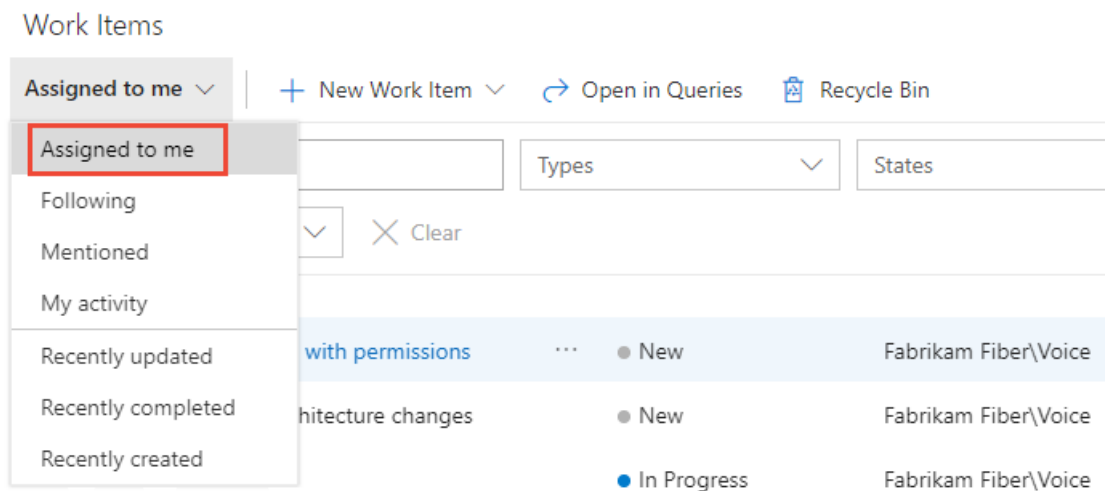 Work Items
Assigned to me New Work Item Open in Queries Recycle Bin
Assigned to me
Types States
Following
Clear
Mentioned
My activity
Recently updated
with permissions ... New Fabrikam Fiber\Voice
Recently completed
changes New Fabrikam Fiber\Voice
Recently created
In Progress Fabrikam Fiber\Voice